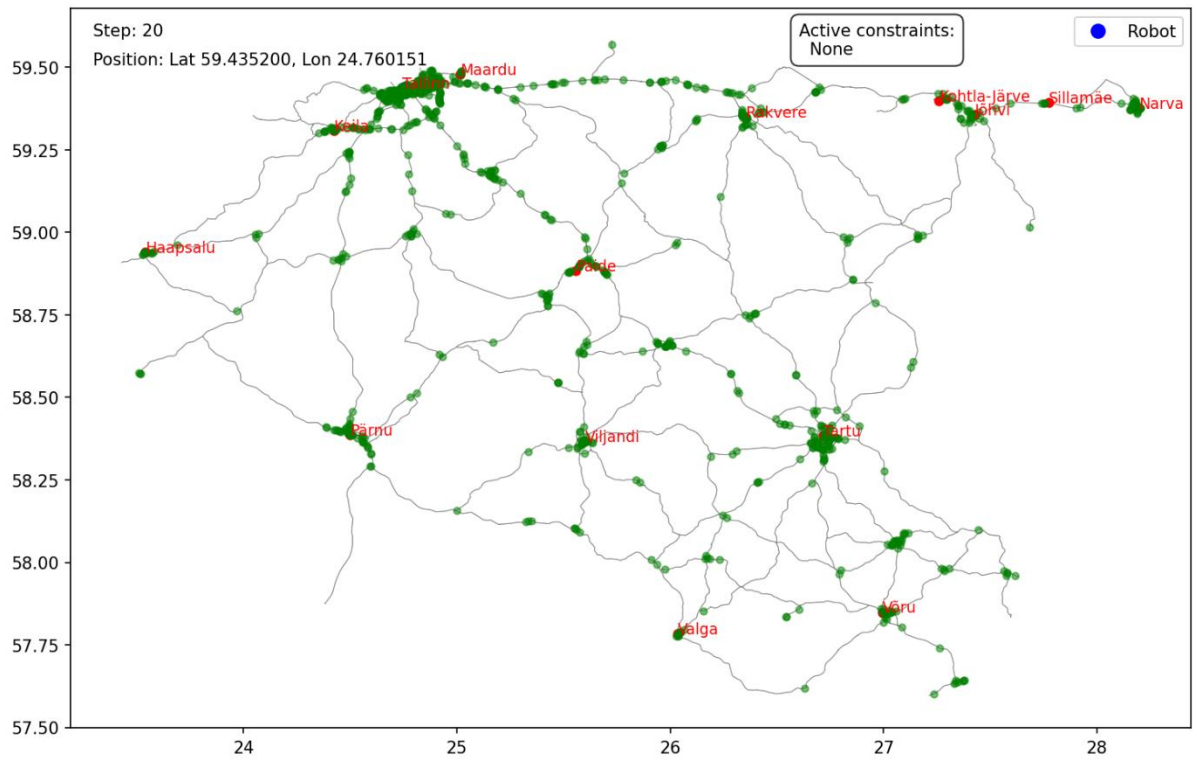 Step: 20
Position: Lat 59.435200, Lon 24.760151
Active constraints:
None
Robot
59.50
59.25
59.00
58.75
58.50
58.25
58.00
57.75
57.50
24
25
26
27
28
Tallinn
Maardu
Keila
Rakvere
Kohtla-Järve
Jõhvi
Sillamäe
Narva
Haapsalu
Paide
Pärnu
Viljandi
Tartu
Valga
Võru